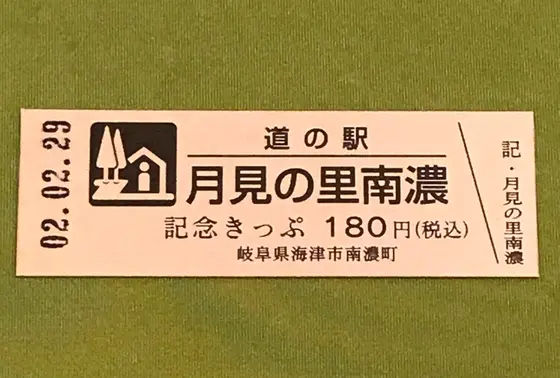 02.02.29
道の駅
月見の里南濃
記念きっぷ 180円(税込)
岐阜県海津市南濃町
記・月見の里南濃